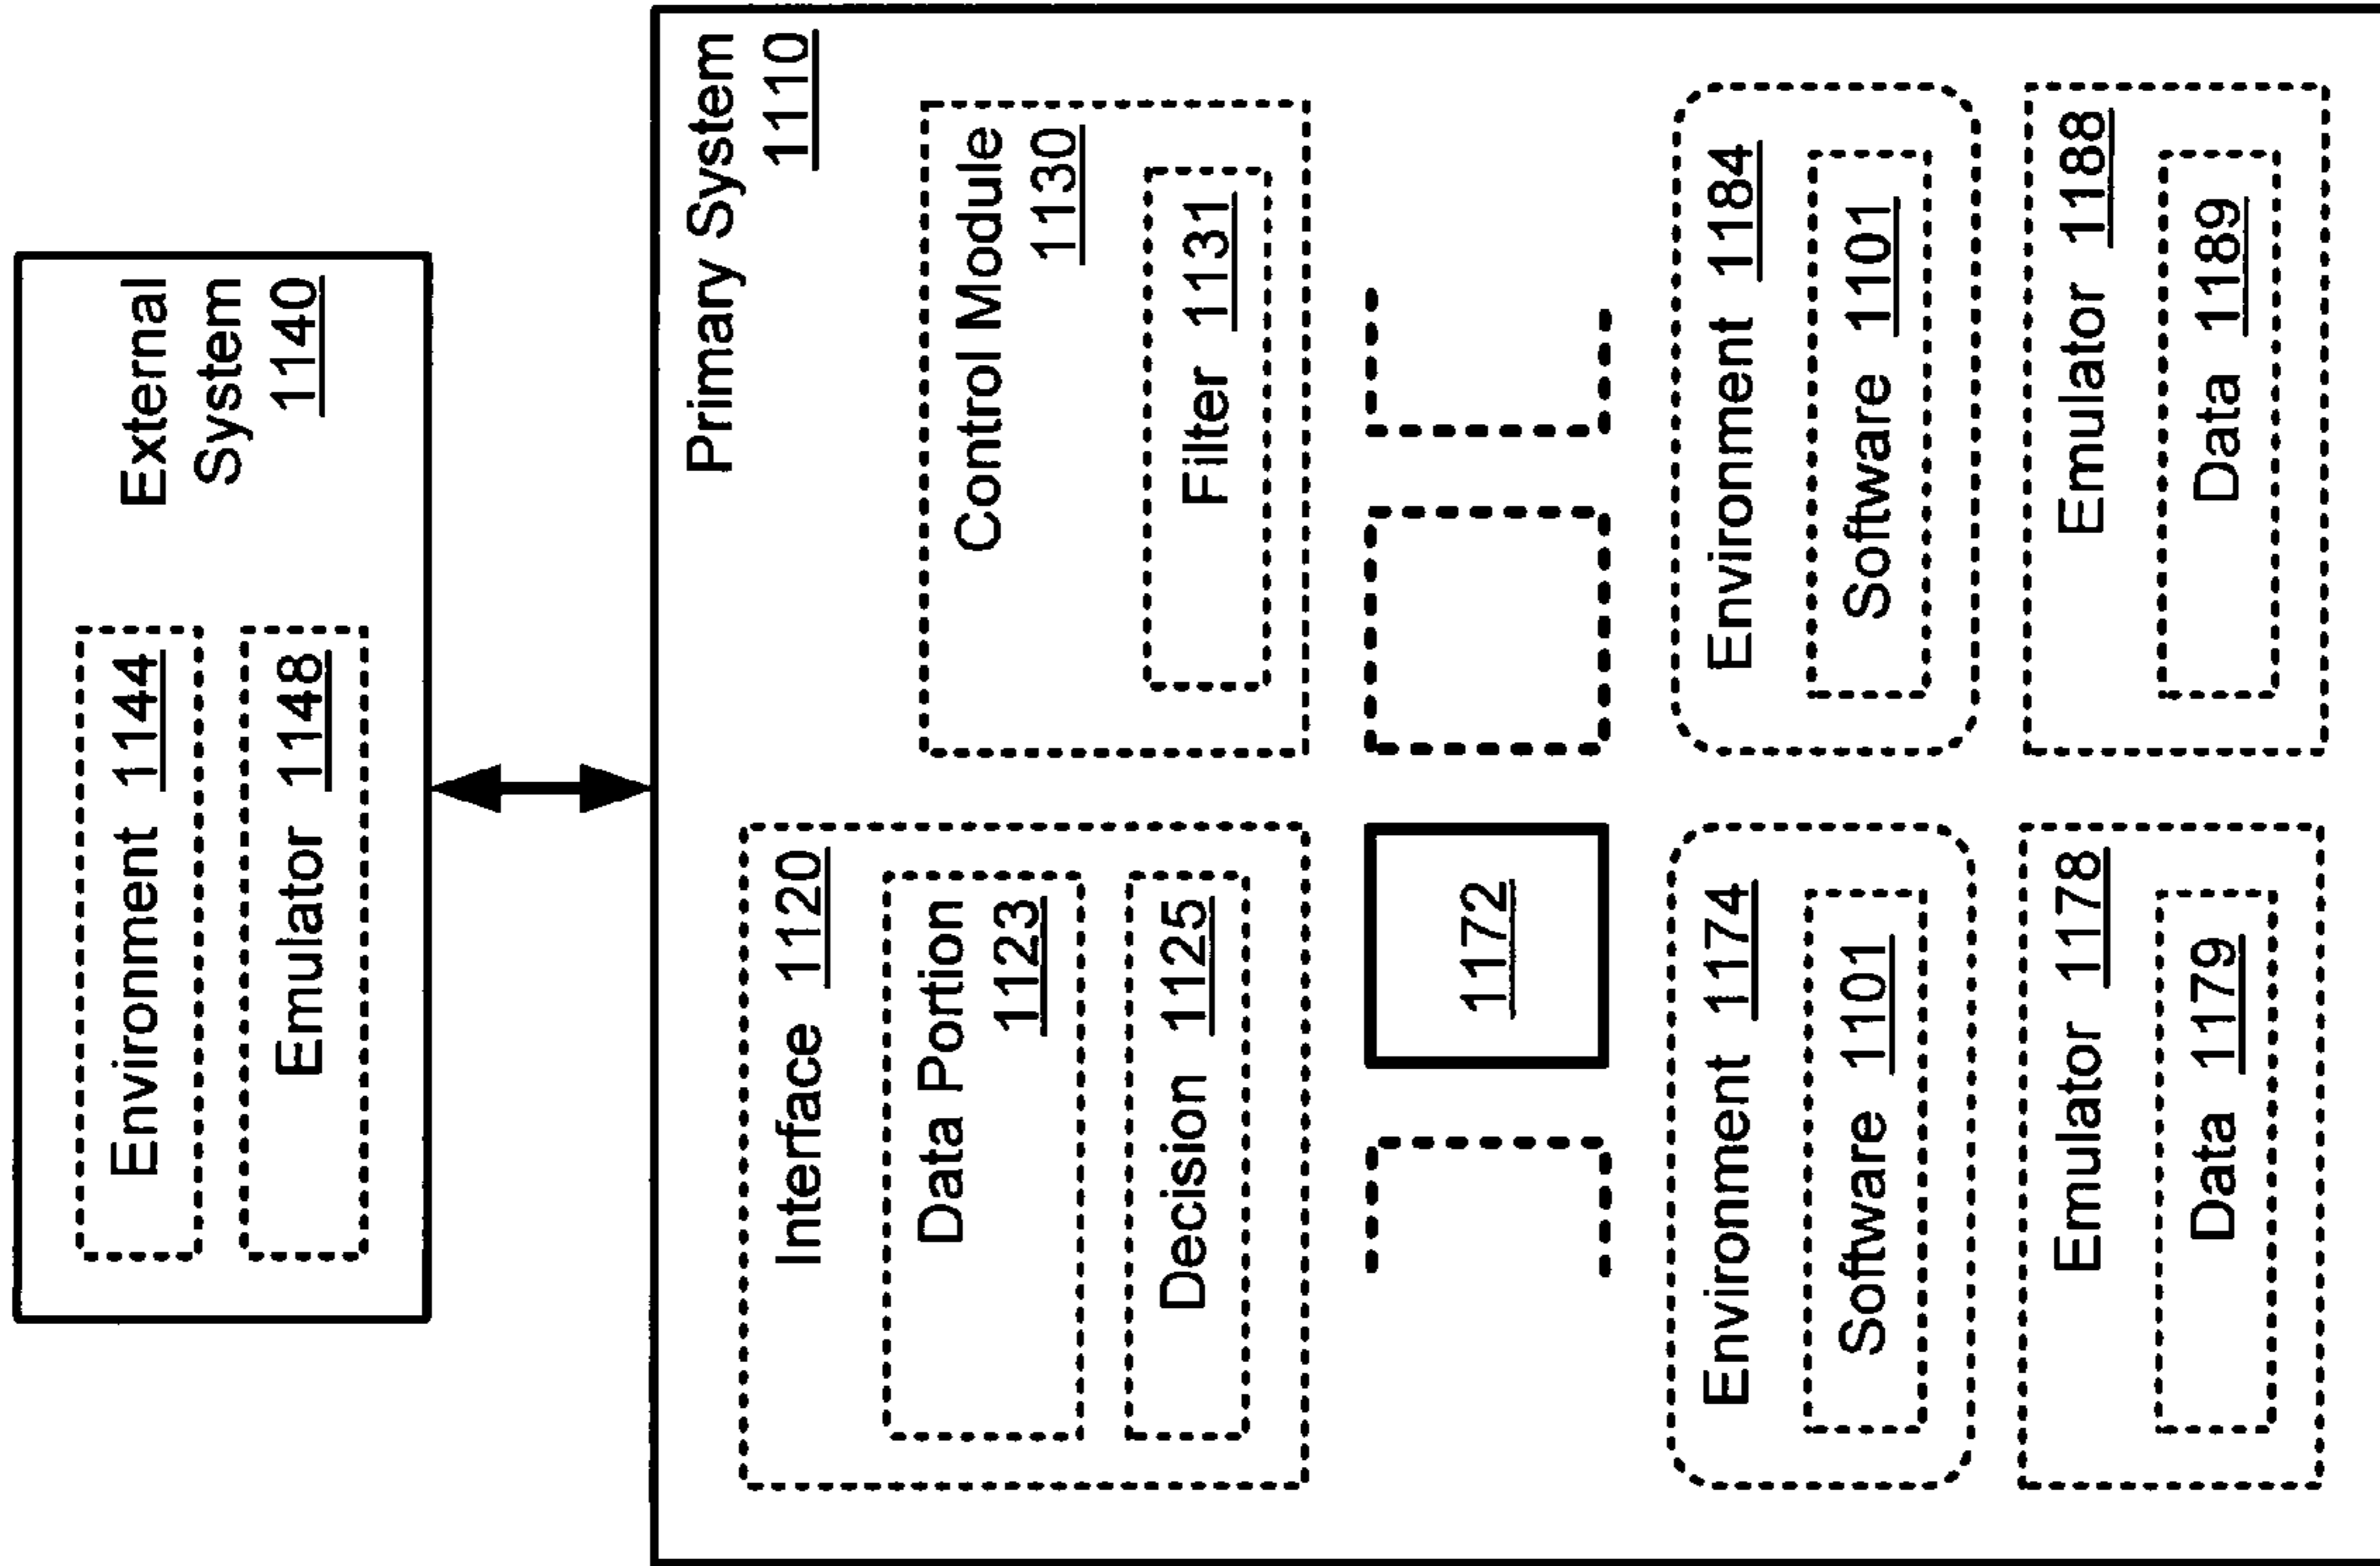 External
System
1140
Environment 1144
Emulator 1148
Primary System
1110
Interface 1120
Data Portion
1123
Decision 1125
Control Module
1130
Filter 1131
1172
Environment 1174
Software 1101
Environment 1184
Software 1101
Emulator 1178
Data 1179
Emulator 1188
Data 1189